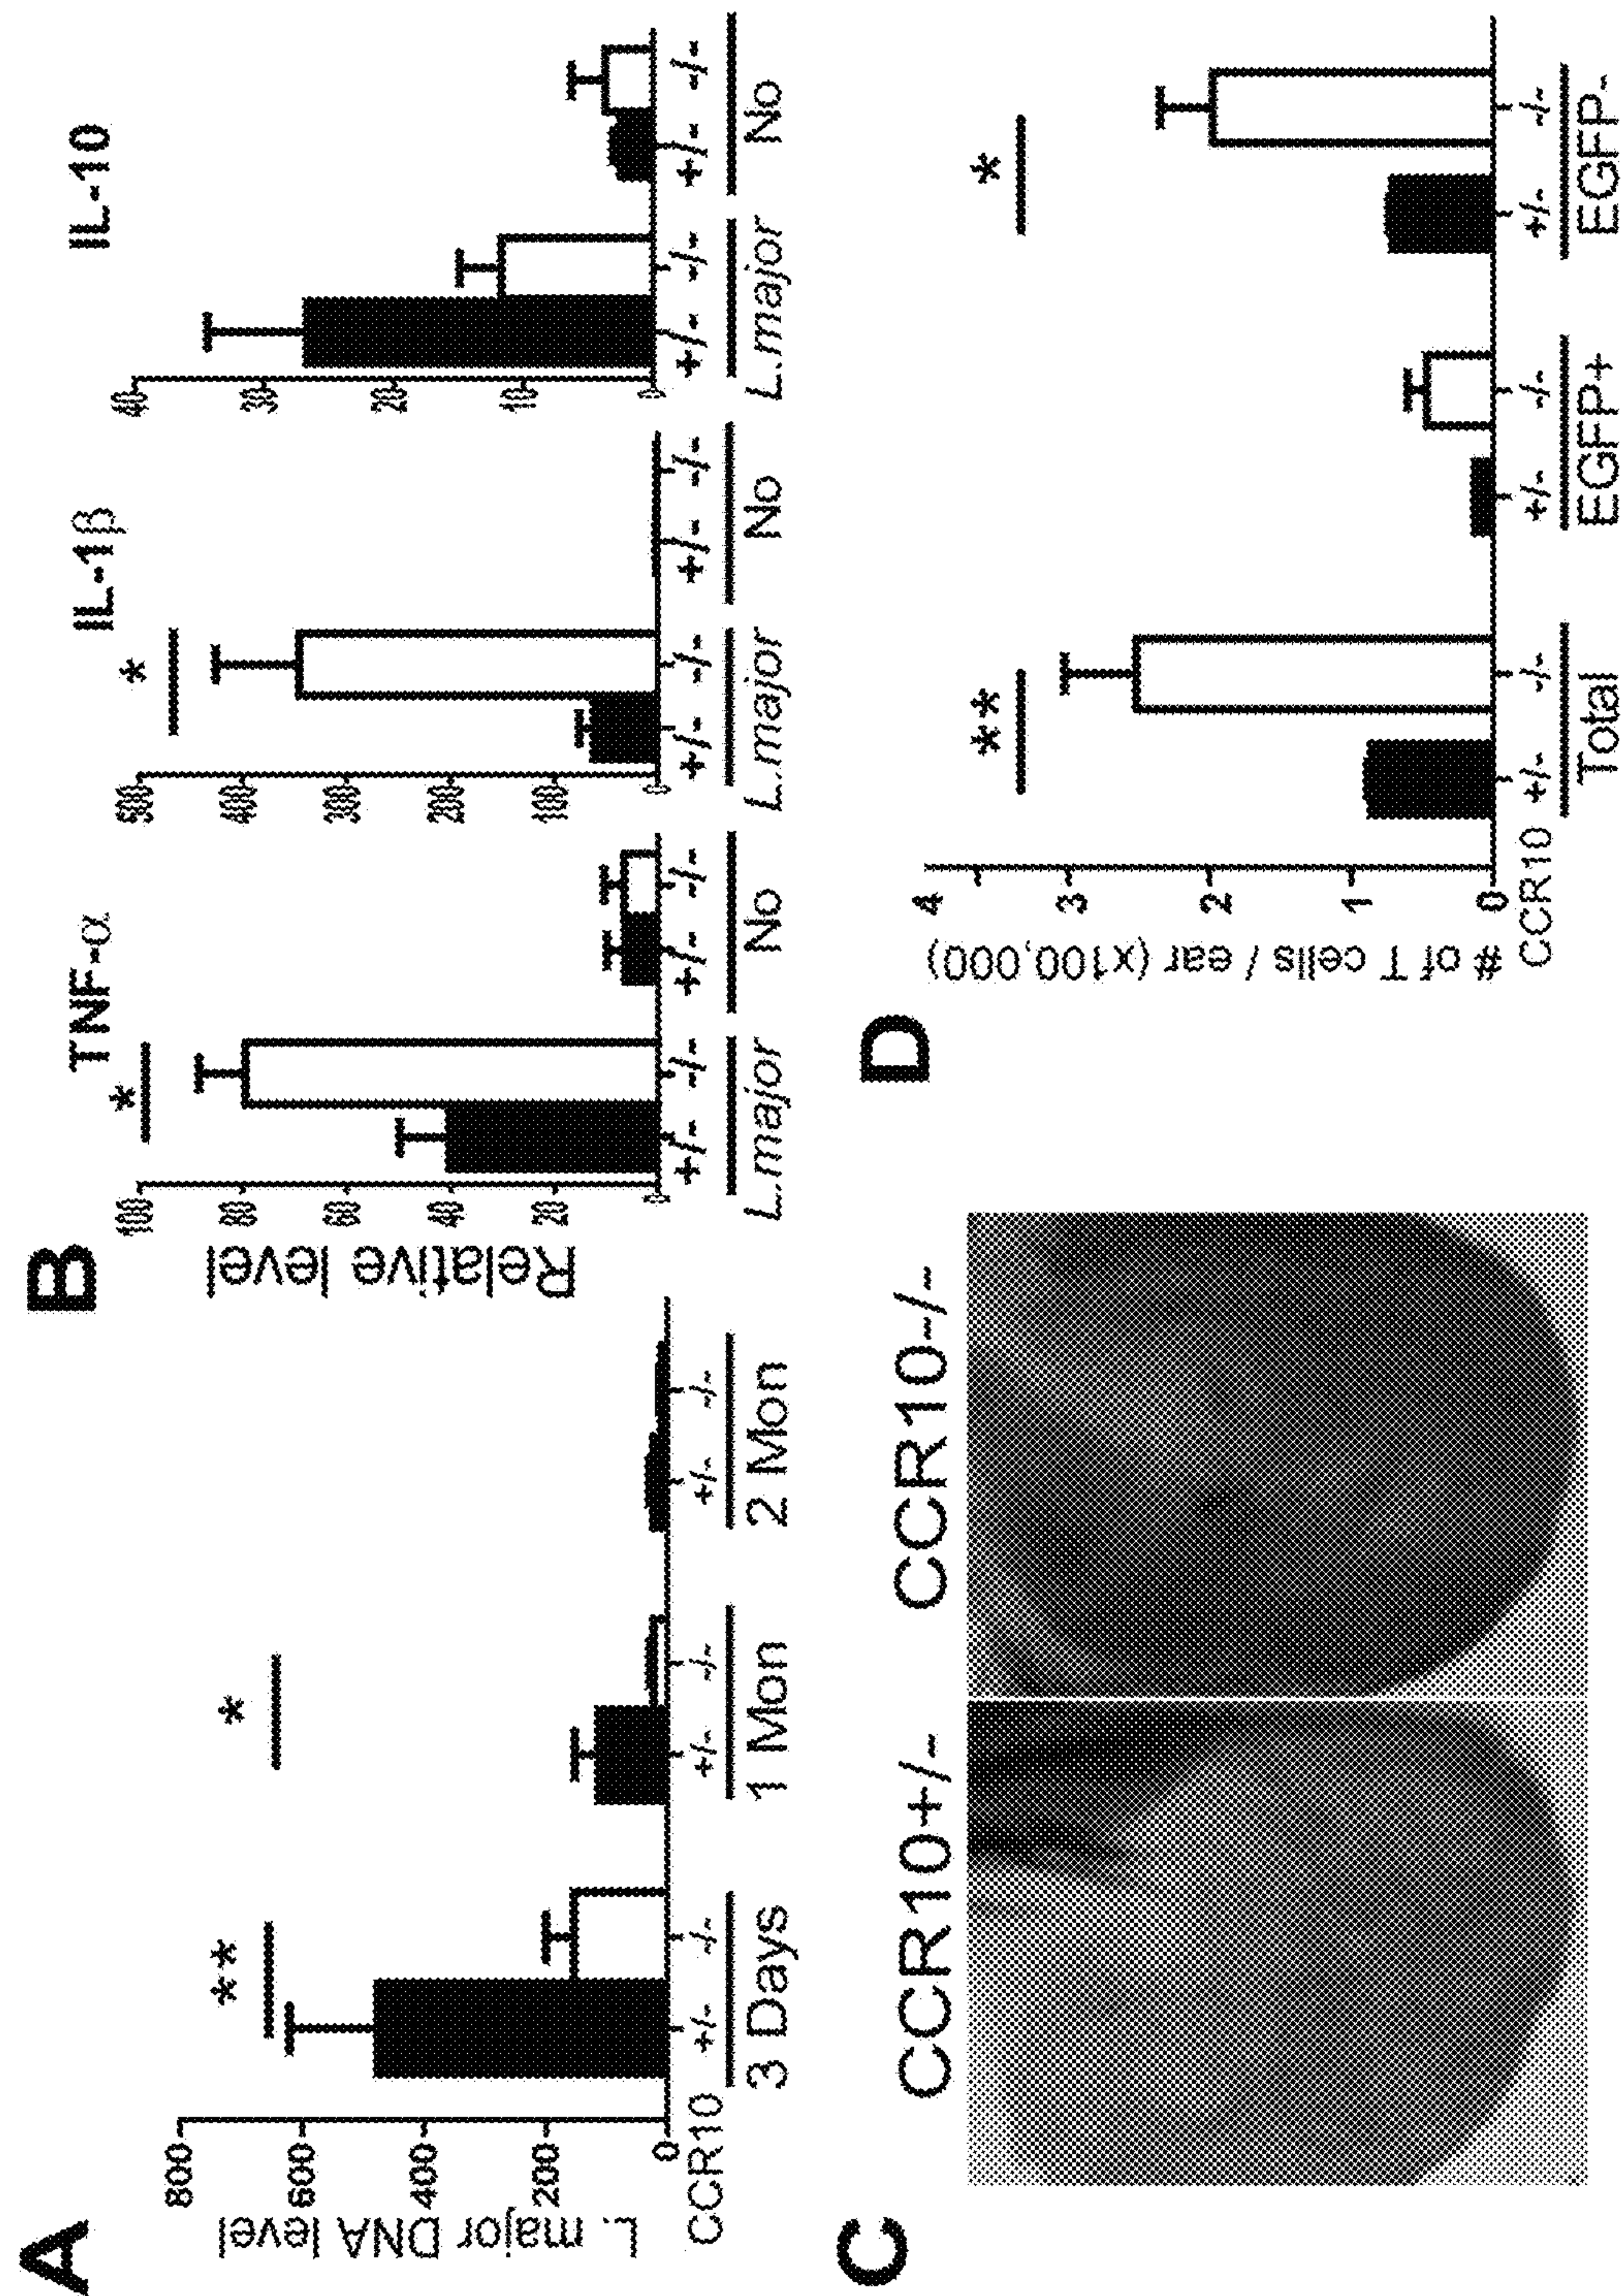 A
L. major DNA level
800
600
400
200
0
CCR10 +/- -/- +/- -/- +/- -/-
3 Days 1 Mon 2 Mon
** *
B
Relative level
TNF-α
100
80
60
40
20
0
*
+/- -/- +/- -/-
L.major No
IL-1β
500
400
300
200
100
0
*
+/- -/- +/- -/-
L.major No
IL-10
40
30
20
10
0
+/- -/- +/- -/-
L.major No
C
CCR10+/- CCR10-/-
D
# of T cells / ear (x100,000)
4
3
2
1
0
** *
CCR10 +/- -/- +/- -/- +/- -/-
Total EGFP+ EGFP-